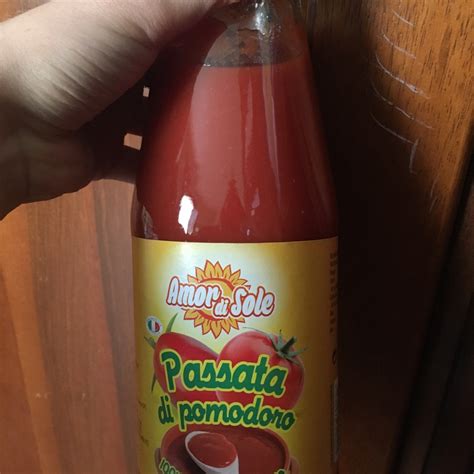 Amor di Sole
Passata
di pomodoro